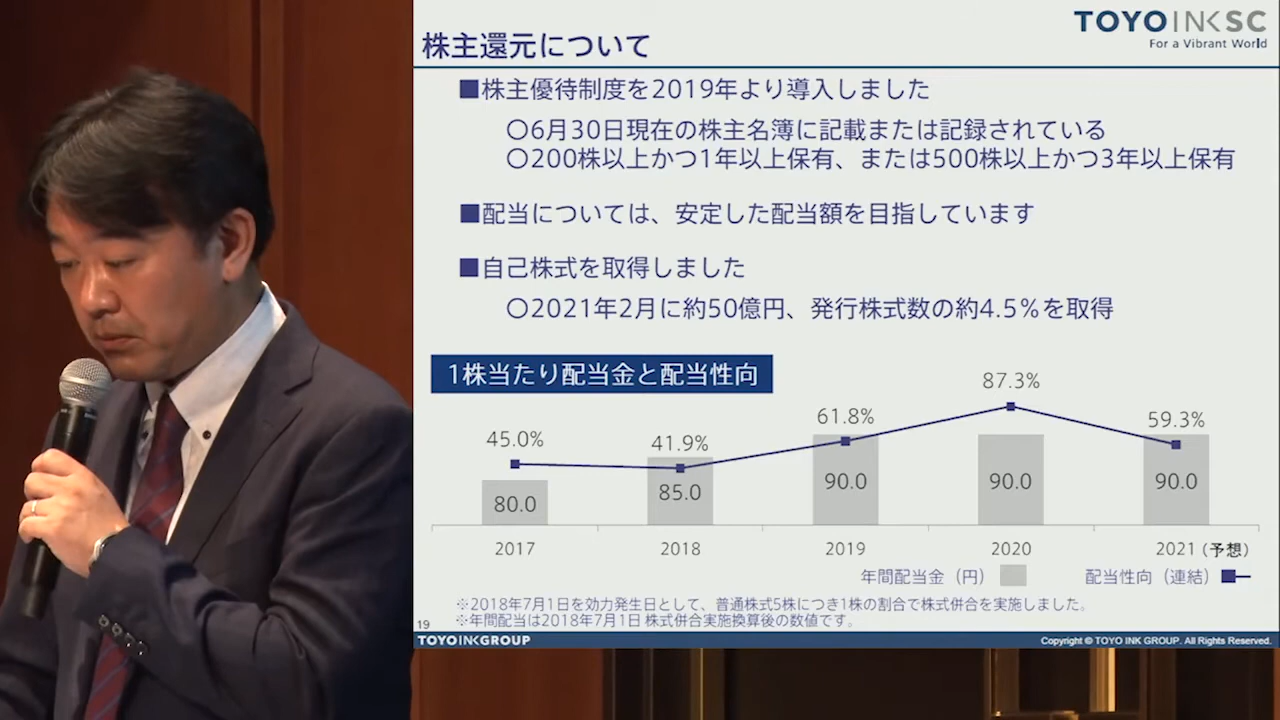 TOYO INK SC
For a Vibrant World
株主還元について
■株主優待制度を2019年より導入しました
○6月30日現在の株主名簿に記載または記録されている
○200株以上かつ1年以上保有、または500株以上かつ3年以上保有
■配当については、安定した配当額を目指しています
■自己株式を取得しました
○2021年2月に約50億円、発行株式数の約4.5%を取得
1株当たり配当金と配当性向
45.0% 41.9% 61.8% 87.3% 59.3%
80.0 85.0 90.0 90.0 90.0
2017 2018 2019 2020 2021（予想）
年間配当金（円） 配当性向（連結）
※2018年7月1日を効力発生日として、普通株式5株につき1株の割合で株式併合を実施しました。
※年間配当は2018年7月1日 株式併合実施換算後の数値です。
19
TOYO INK GROUP
Copyright © TOYO INK GROUP. All Rights Reserved.